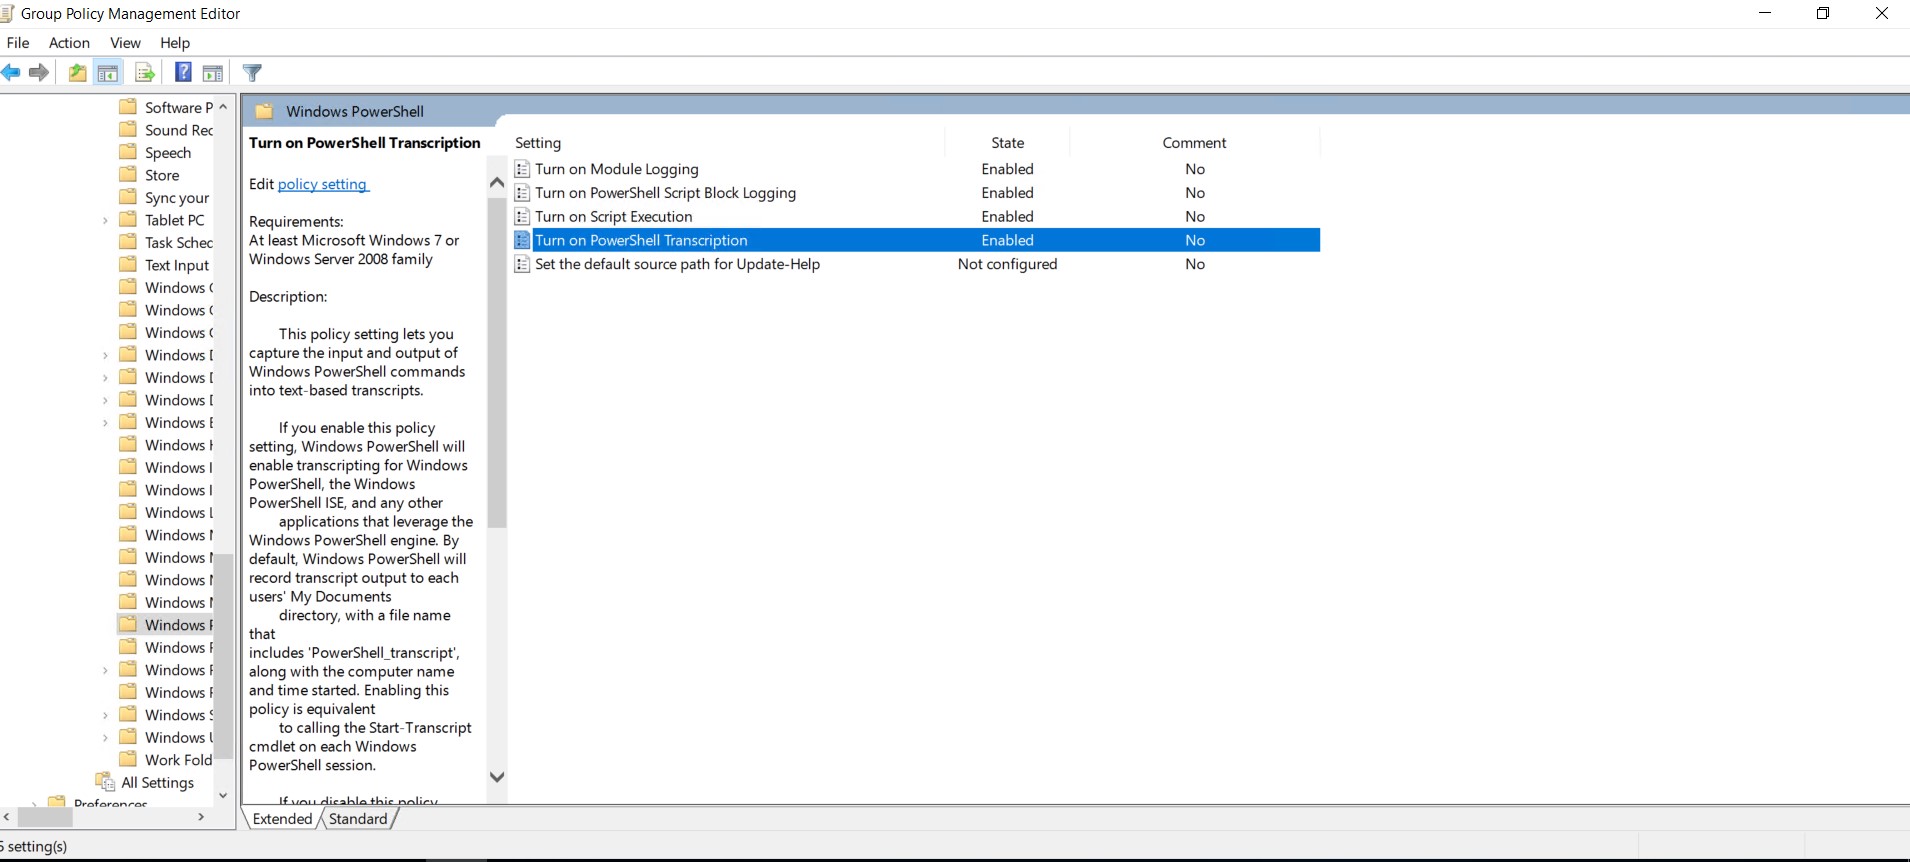 Group Policy Management Editor
File Action View Help
Software P
Sound Rec
Speech
Store
Sync your
Tablet PC
Task Sched
Text Input
Windows C
Windows C
Windows C
Windows D
Windows D
Windows D
Windows E
Windows H
Windows I
Windows I
Windows L
Windows M
Windows M
Windows M
Windows M
Windows P
Windows P
Windows R
Windows R
Windows S
Windows U
Work Fold
All Settings
Preferences
Windows PowerShell
Turn on PowerShell Transcription
Edit policy setting
Requirements:
At least Microsoft Windows 7 or
Windows Server 2008 family
Description:
This policy setting lets you
capture the input and output of
Windows PowerShell commands
into text-based transcripts.
If you enable this policy
setting, Windows PowerShell will
enable transcripting for Windows
PowerShell, the Windows
PowerShell ISE, and any other
applications that leverage the
Windows PowerShell engine. By
default, Windows PowerShell will
record transcript output to each
users' My Documents
directory, with a file name
that
includes 'PowerShell_transcript',
along with the computer name
and time started. Enabling this
policy is equivalent
to calling the Start-Transcript
cmdlet on each Windows
PowerShell session.
If you disable this policy
Setting State Comment
Turn on Module Logging Enabled No
Turn on PowerShell Script Block Logging Enabled No
Turn on Script Execution Enabled No
Turn on PowerShell Transcription Enabled No
Set the default source path for Update-Help Not configured No
Extended Standard
5 setting(s)